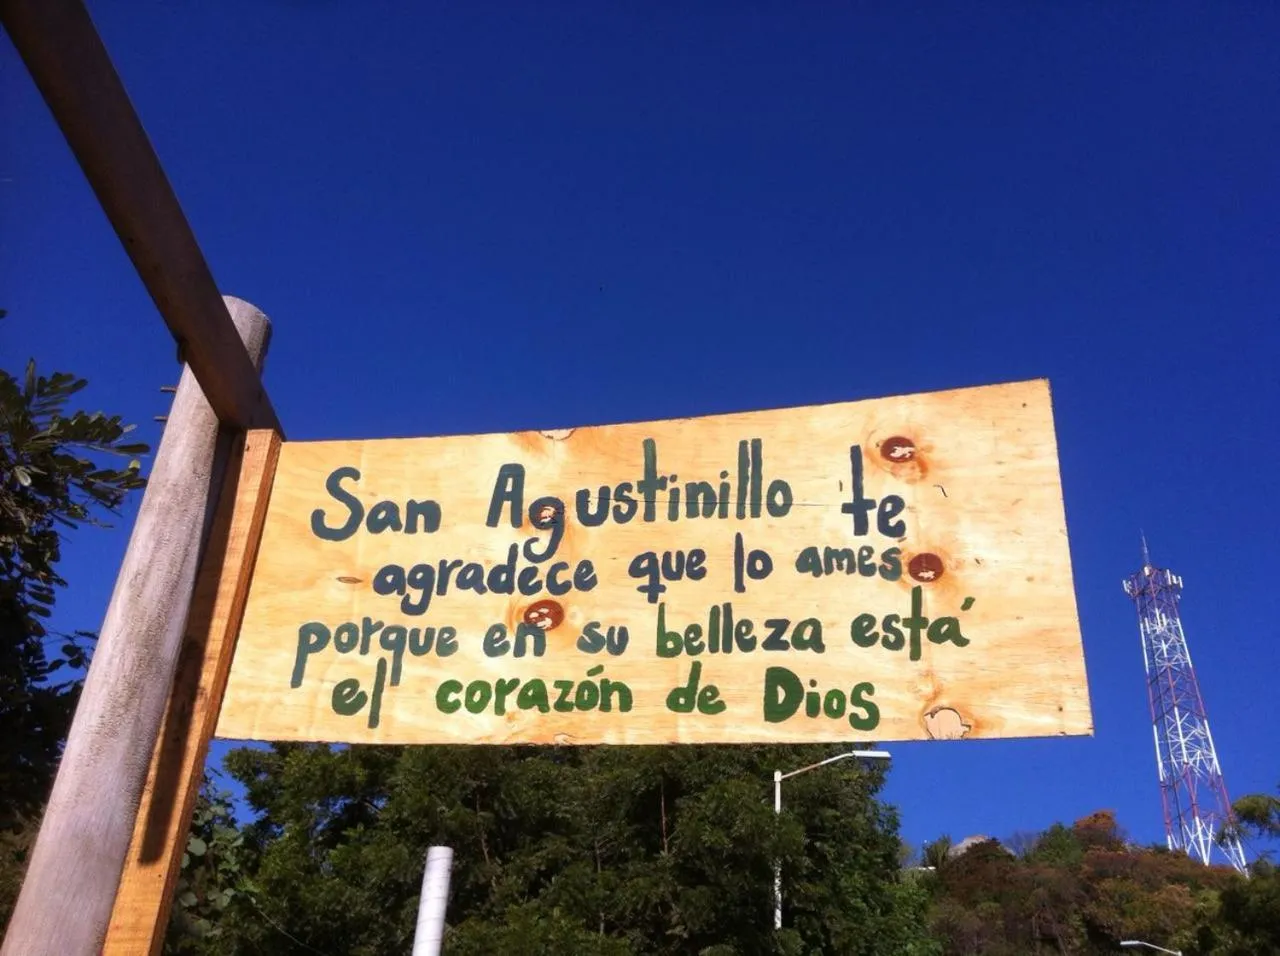 San Agustinillo te
agradece que lo ames
porque en su belleza está
el corazón de Dios